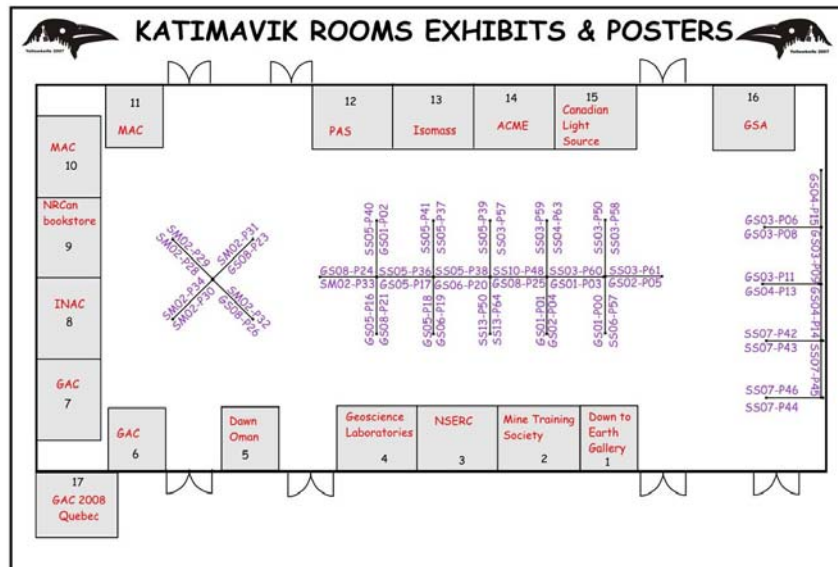 KATIMAVIK ROOMS EXHIBITS & POSTERS
Yellowknife 2007
Yellowknife 2007
11
MAC
12
PAS
13
Isomass
14
ACME
15
Canadian
Light
Source
16
GSA
MAC
10
NRCan
bookstore
9
INAC
8
GAC
7
GAC
6
Dawn
Oman
5
Geoscience
Laboratories
4
NSERC
3
Mine Training
Society
2
Down to
Earth
Gallery
1
17
GAC 2008
Quebec
SM02-P29
SM02-P28
SM02-P31
GS08-P23
SM02-P34
SM02-P30
SM02-P32
GS08-P26
SS05-P40
GS01-P02
SS05-P41
SS05-P37
SS05-P39
SS03-P57
SS03-P59
SS04-P63
SS03-P50
SS03-P58
GS08-P24
SS05-P36
SS05-P38
SS10-P48
SS03-P60
SS03-P61
SM02-P33
GS05-P17
GS06-P20
GS08-P25
GS01-P03
GS02-P05
GS05-P16
GS08-P21
GS05-P18
GS06-P19
SS13-P50
SS13-P64
GS01-P01
GS02-P04
GS01-P00
SS06-P57
GS04-P15
GS03-P06
GS03-P08
GS03-P09
GS03-P11
GS04-P13
GS04-P14
SS07-P42
SS07-P43
SS07-P45
SS07-P46
SS07-P44